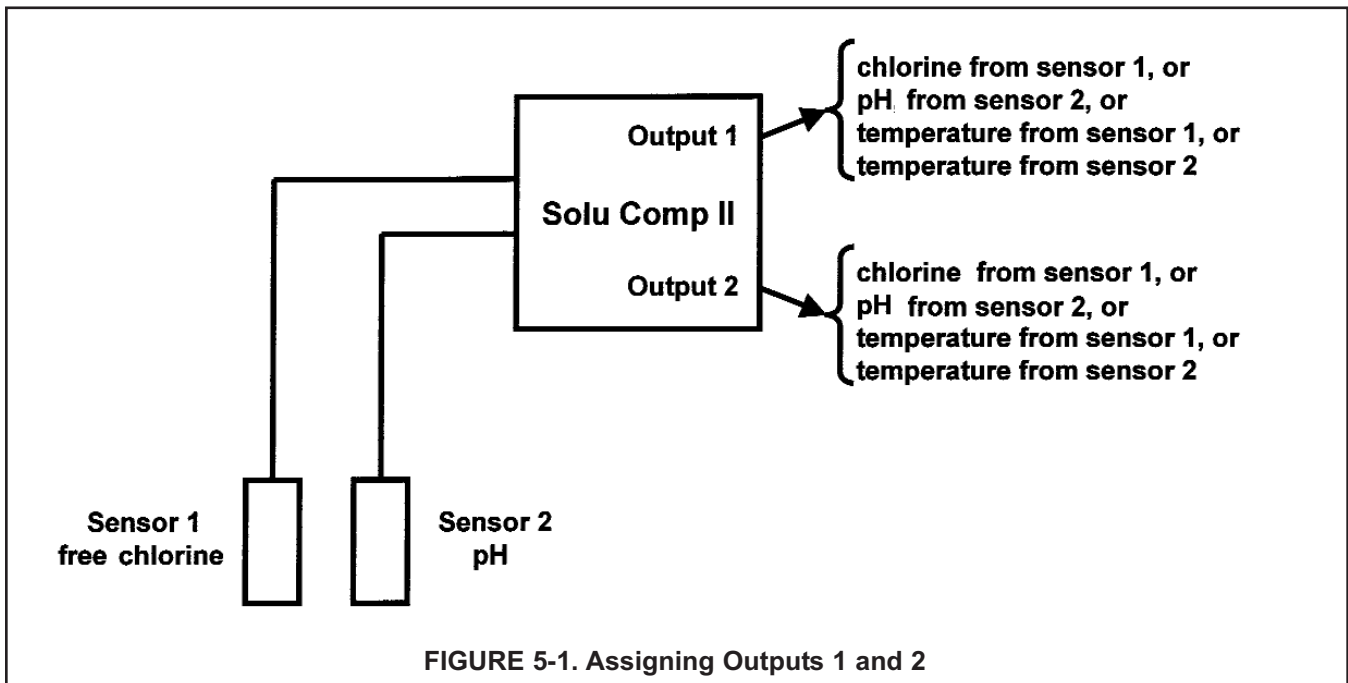 Output 1
Solu Comp II
Output 2
chlorine from sensor 1, or
pH from sensor 2, or
temperature from sensor 1, or
temperature from sensor 2
chlorine from sensor 1, or
pH from sensor 2, or
temperature from sensor 1, or
temperature from sensor 2
Sensor 1
free chlorine
Sensor 2
pH
FIGURE 5-1. Assigning Outputs 1 and 2